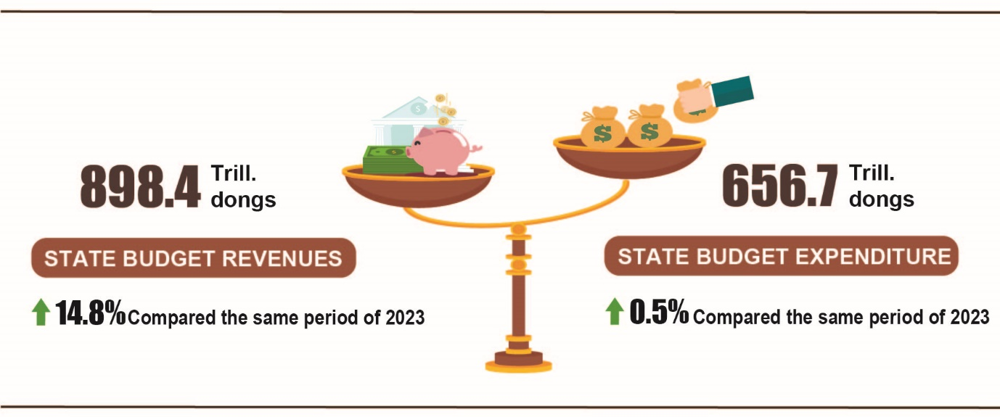 898.4 Trill.
dongs
STATE BUDGET REVENUES
14.8% Compared the same period of 2023
$
$
$
$
656.7 Trill.
dongs
STATE BUDGET EXPENDITURE
0.5% Compared the same period of 2023